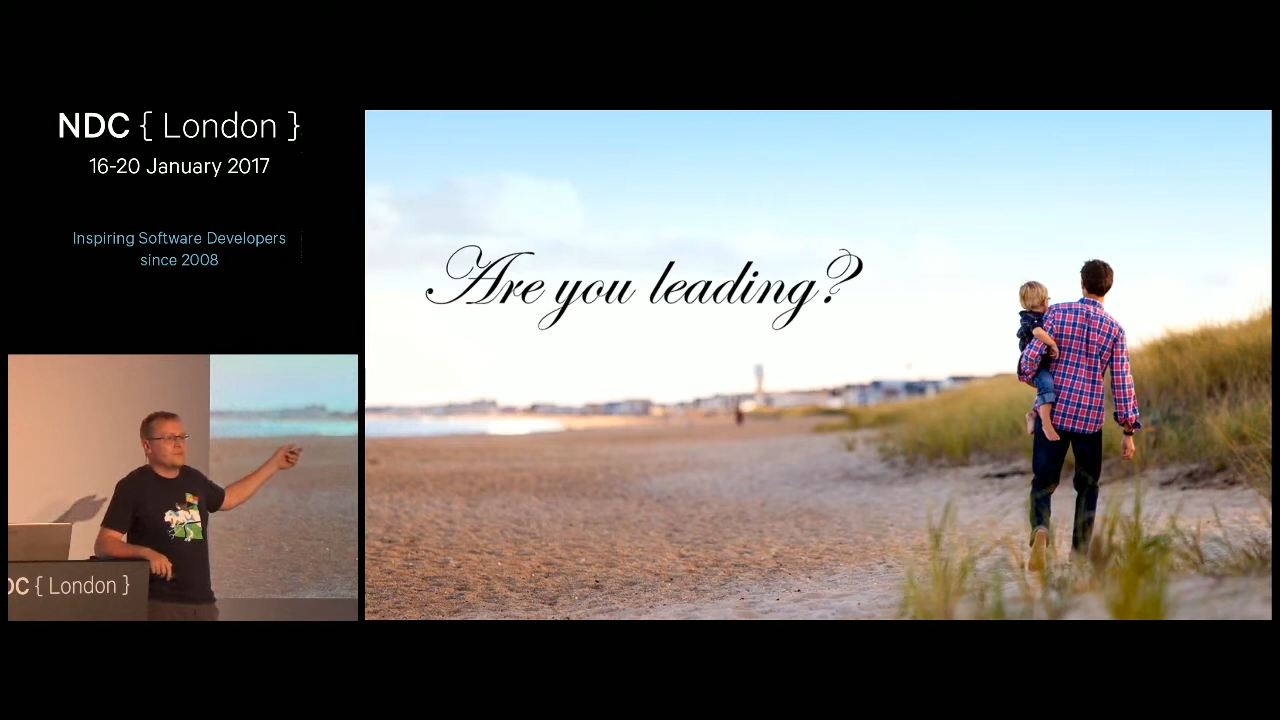 NDC { London }
16-20 January 2017
Inspiring Software Developers
since 2008
Are you leading?
DC { London }